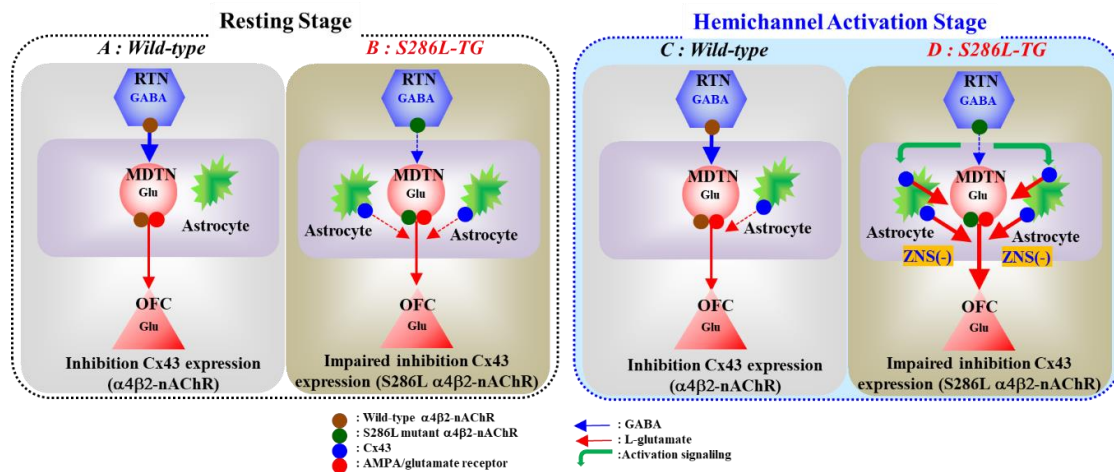 Resting Stage
Hemichannel Activation Stage
A : Wild-type
B : S286L-TG
C : Wild-type
D : S286L-TG
RTN
GABA
MDTN
Glu
Astrocyte
OFC
Glu
Inhibition Cx43 expression
(α4β2-nAChR)
RTN
GABA
MDTN
Glu
Astrocyte
Astrocyte
OFC
Glu
Impaired inhibition Cx43
expression (S286L α4β2-nAChR)
RTN
GABA
MDTN
Glu
Astrocyte
OFC
Glu
Inhibition Cx43 expression
(α4β2-nAChR)
RTN
GABA
MDTN
Glu
Astrocyte
Astrocyte
ZNS(-)
ZNS(-)
OFC
Glu
Impaired inhibition Cx43
expression (S286L α4β2-nAChR)
: Wild-type α4β2-nAChR
: S286L mutant α4β2-nAChR
: Cx43
: AMPA/glutamate receptor
: GABA
: L-glutamate
:Activation signailng